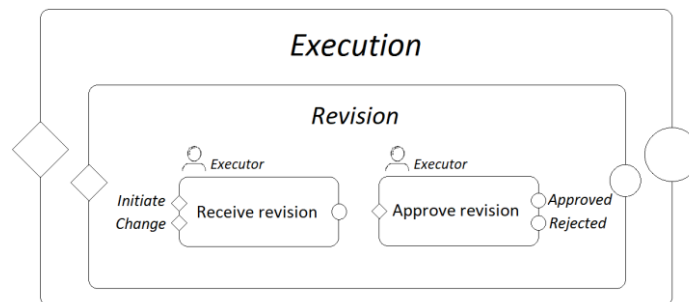 Execution
Revision
Executor
Executor
Initiate
Change
Receive revision
Approve revision
Approved
Rejected